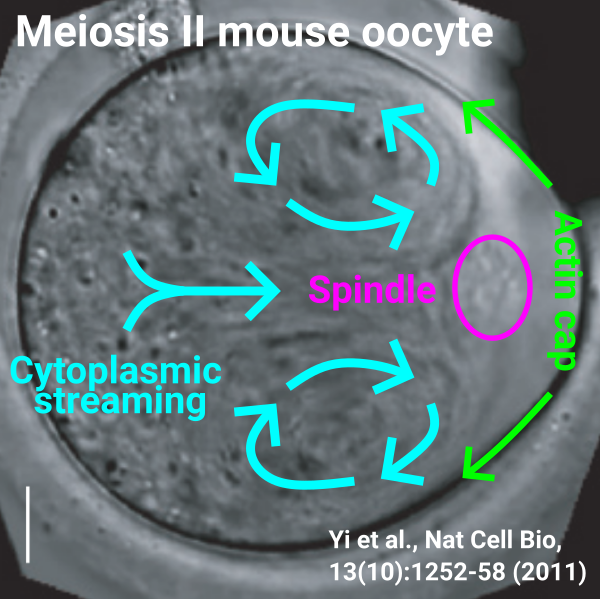 Meiosis II mouse oocyte
Actin cap
Spindle
Cytoplasmic
streaming
Yi et al., Nat Cell Bio,
13(10):1252-58 (2011)